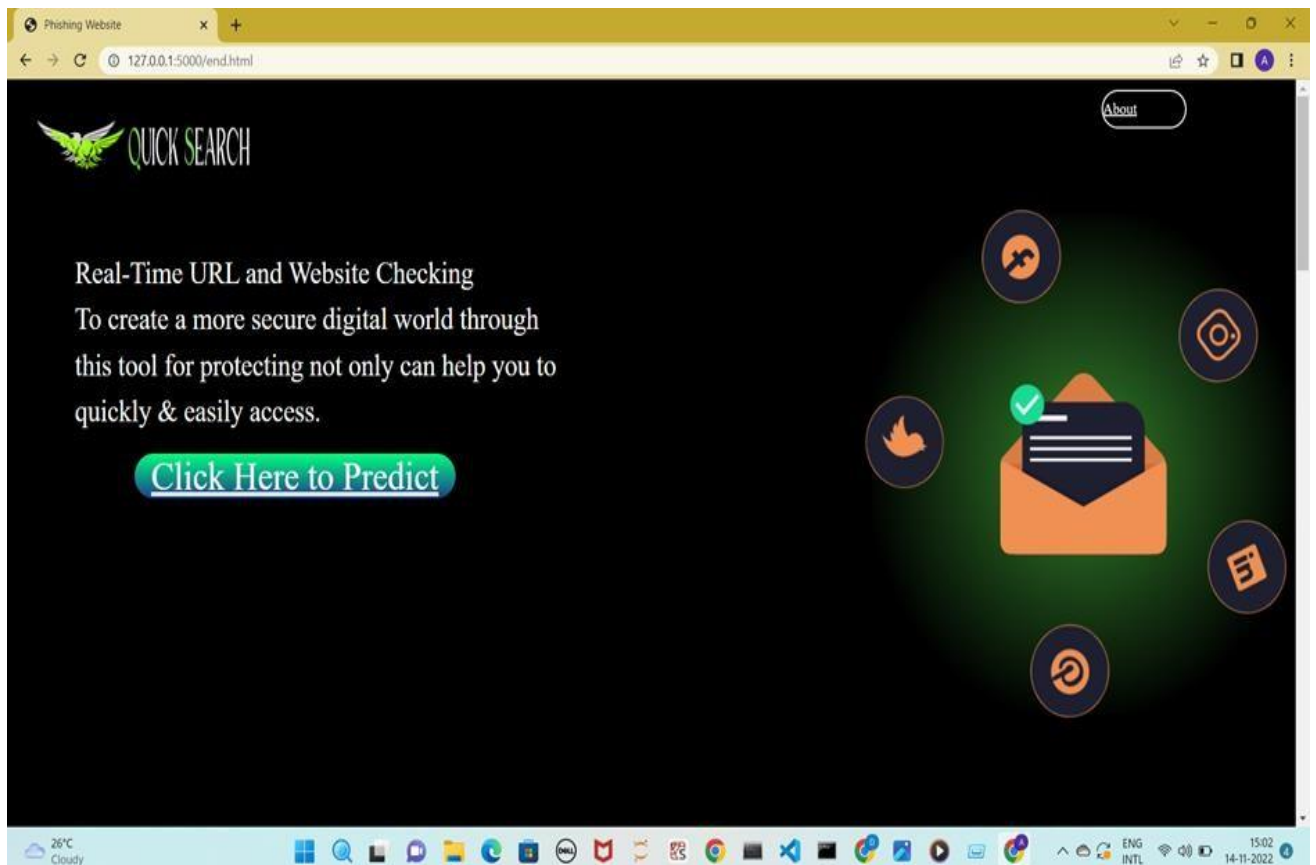 Phishing Website
127.0.0.1:5000/end.html
A
About
QUICK SEARCH
Real-Time URL and Website Checking
To create a more secure digital world through
this tool for protecting not only can help you to
quickly & easily access.
Click Here to Predict
26°C
Cloudy
DELL
ENG
INTL
15:02
14-11-2022
4